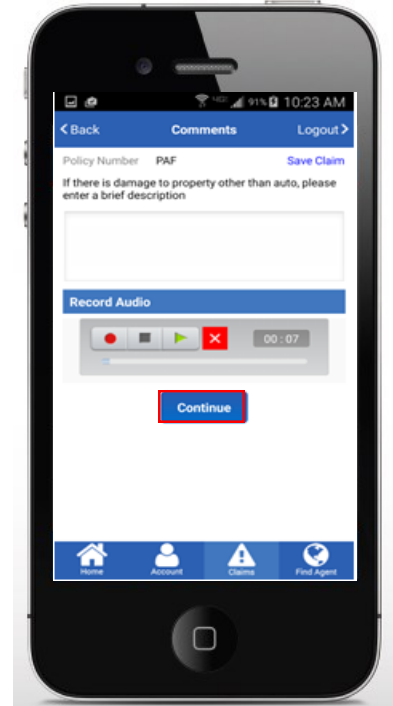 91% 10:23 AM
Back Comments Logout
Policy Number PAF Save Claim
If there is damage to property other than auto, please
enter a brief description
Record Audio
00:07
Continue
Home Account Claims Find Agent